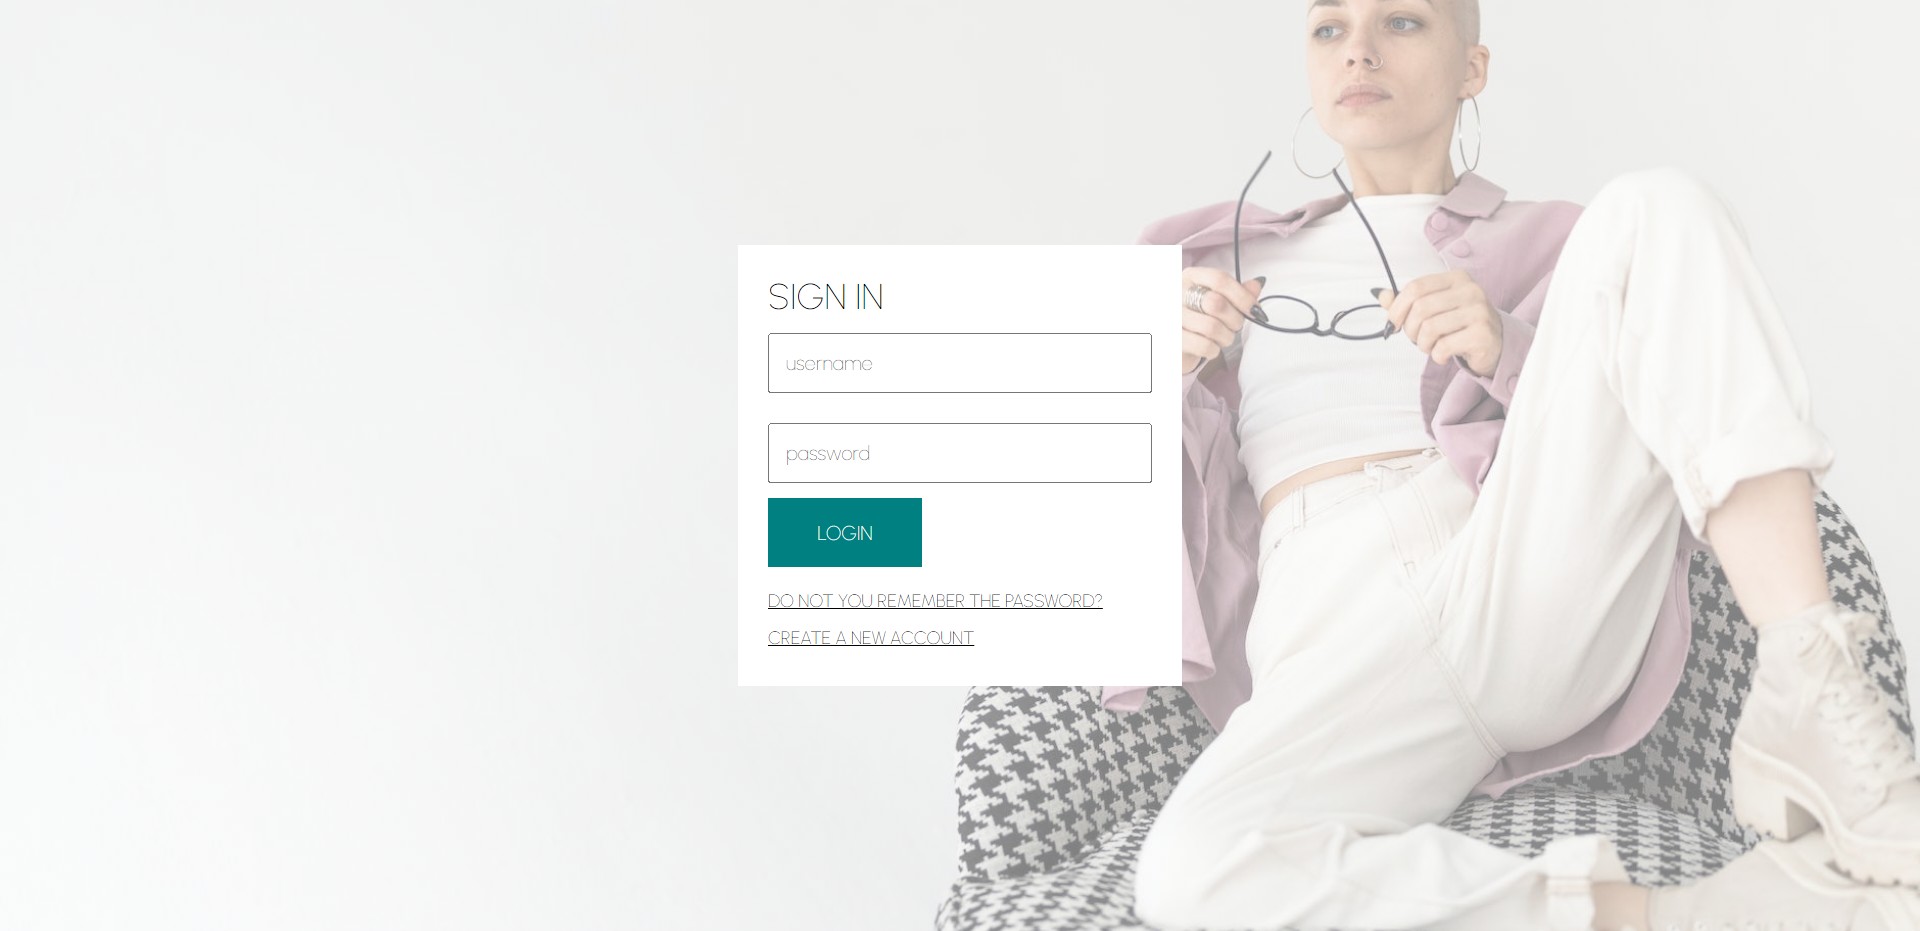 SIGN IN
username
password
LOGIN
DO NOT YOU REMEMBER THE PASSWORD?
CREATE A NEW ACCOUNT